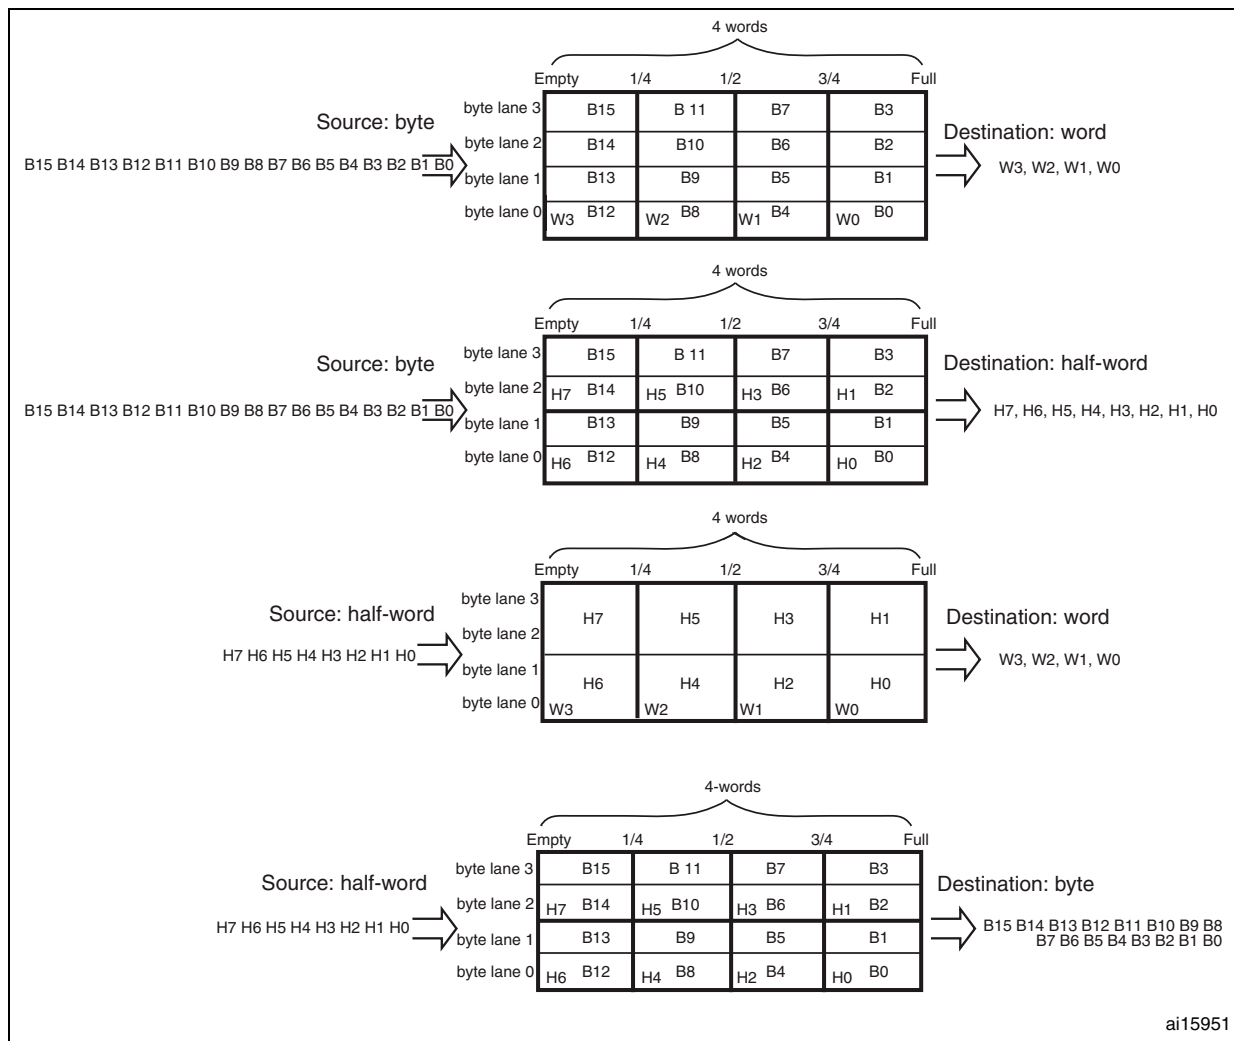 4 words
Empty 1/4 1/2 3/4 Full
byte lane 3 B15 B 11 B7 B3
Source: byte Destination: word
byte lane 2 B14 B10 B6 B2
B15 B14 B13 B12 B11 B10 B9 B8 B7 B6 B5 B4 B3 B2 B1 B0 W3, W2, W1, W0
byte lane 1 B13 B9 B5 B1
byte lane 0 W3 B12 W2 B8 W1 B4 W0 B0
4 words
Empty 1/4 1/2 3/4 Full
byte lane 3 B15 B 11 B7 B3
Source: byte Destination: half-word
byte lane 2 H7 B14 H5 B10 H3 B6 H1 B2
B15 B14 B13 B12 B11 B10 B9 B8 B7 B6 B5 B4 B3 B2 B1 B0 H7, H6, H5, H4, H3, H2, H1, H0
byte lane 1 B13 B9 B5 B1
byte lane 0 H6 B12 H4 B8 H2 B4 H0 B0
4 words
Empty 1/4 1/2 3/4 Full
byte lane 3
Source: half-word H7 H5 H3 H1 Destination: word
byte lane 2
H7 H6 H5 H4 H3 H2 H1 H0 W3, W2, W1, W0
byte lane 1
H6 H4 H2 H0
byte lane 0 W3 W2 W1 W0
4-words
Empty 1/4 1/2 3/4 Full
byte lane 3 B15 B 11 B7 B3
Source: half-word Destination: byte
byte lane 2 H7 B14 H5 B10 H3 B6 H1 B2
H7 H6 H5 H4 H3 H2 H1 H0 B15 B14 B13 B12 B11 B10 B9 B8
byte lane 1 B13 B9 B5 B1 B7 B6 B5 B4 B3 B2 B1 B0
byte lane 0 H6 B12 H4 B8 H2 B4 H0 B0
ai15951